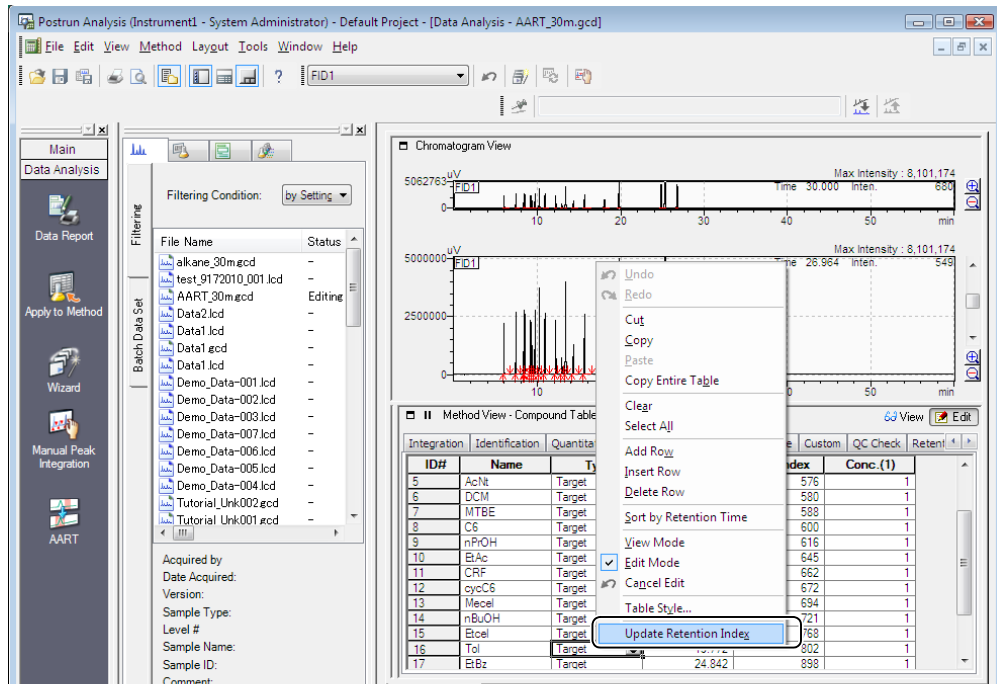 Postrun Analysis (Instrument1 - System Administrator) - Default Project - [Data Analysis - AART_30m.gcd]
File Edit View Method Layout Tools Window Help
? FID1
Main
Data Analysis
Data Report
Apply to Method
Wizard
Manual Peak
Integration
AART
Filtering
Batch Data Set
Filtering Condition: by Setting
File Name Status
alkane_30m.gcd -
test_9172010_001.lcd -
AART_30m.gcd Editing
Data2.lcd -
Data1.lcd -
Data1.gcd -
Data1.lcd -
Demo_Data-001.lcd -
Demo_Data-002.lcd -
Demo_Data-003.lcd -
Demo_Data-007.lcd -
Demo_Data-006.lcd -
Demo_Data-005.lcd -
Demo_Data-004.lcd -
Tutorial_Unk002.gcd -
Tutorial_Unk001.gcd -
Acquired by
Date Acquired:
Version:
Sample Type:
Level #
Sample Name:
Sample ID:
Comment:
Chromatogram View
uV Max Intensity : 8,101,174
5062763 FID1 Time 30.000 Inten. 680
0
10 20 30 40 50 min
uV Max Intensity : 8,101,174
5000000 FID1 Time 26.964 Inten. 549
2500000
0
10 50 min
Undo
Redo
Cut
Copy
Paste
Copy Entire Table
Clear
Select All
Add Row
Insert Row
Delete Row
Sort by Retention Time
View Mode
Edit Mode
Cancel Edit
Table Style...
Update Retention Index
Method View - Compound Table View Edit
Integration Identification Custom QC Check
ID# Name Conc.(1)
5 AcNt Target 576 1
6 DCM Target 580 1
7 MTBE Target 588 1
8 C6 Target 600 1
9 nPrOH Target 616 1
10 EtAc Target 645 1
11 CRF Target 662 1
12 cycC6 Target 672 1
13 Mecel Target 694 1
14 nBuOH Target 721 1
15 Etcel Target 768 1
16 Tol Target 802 1
17 EtBz Target 24.842 898 1